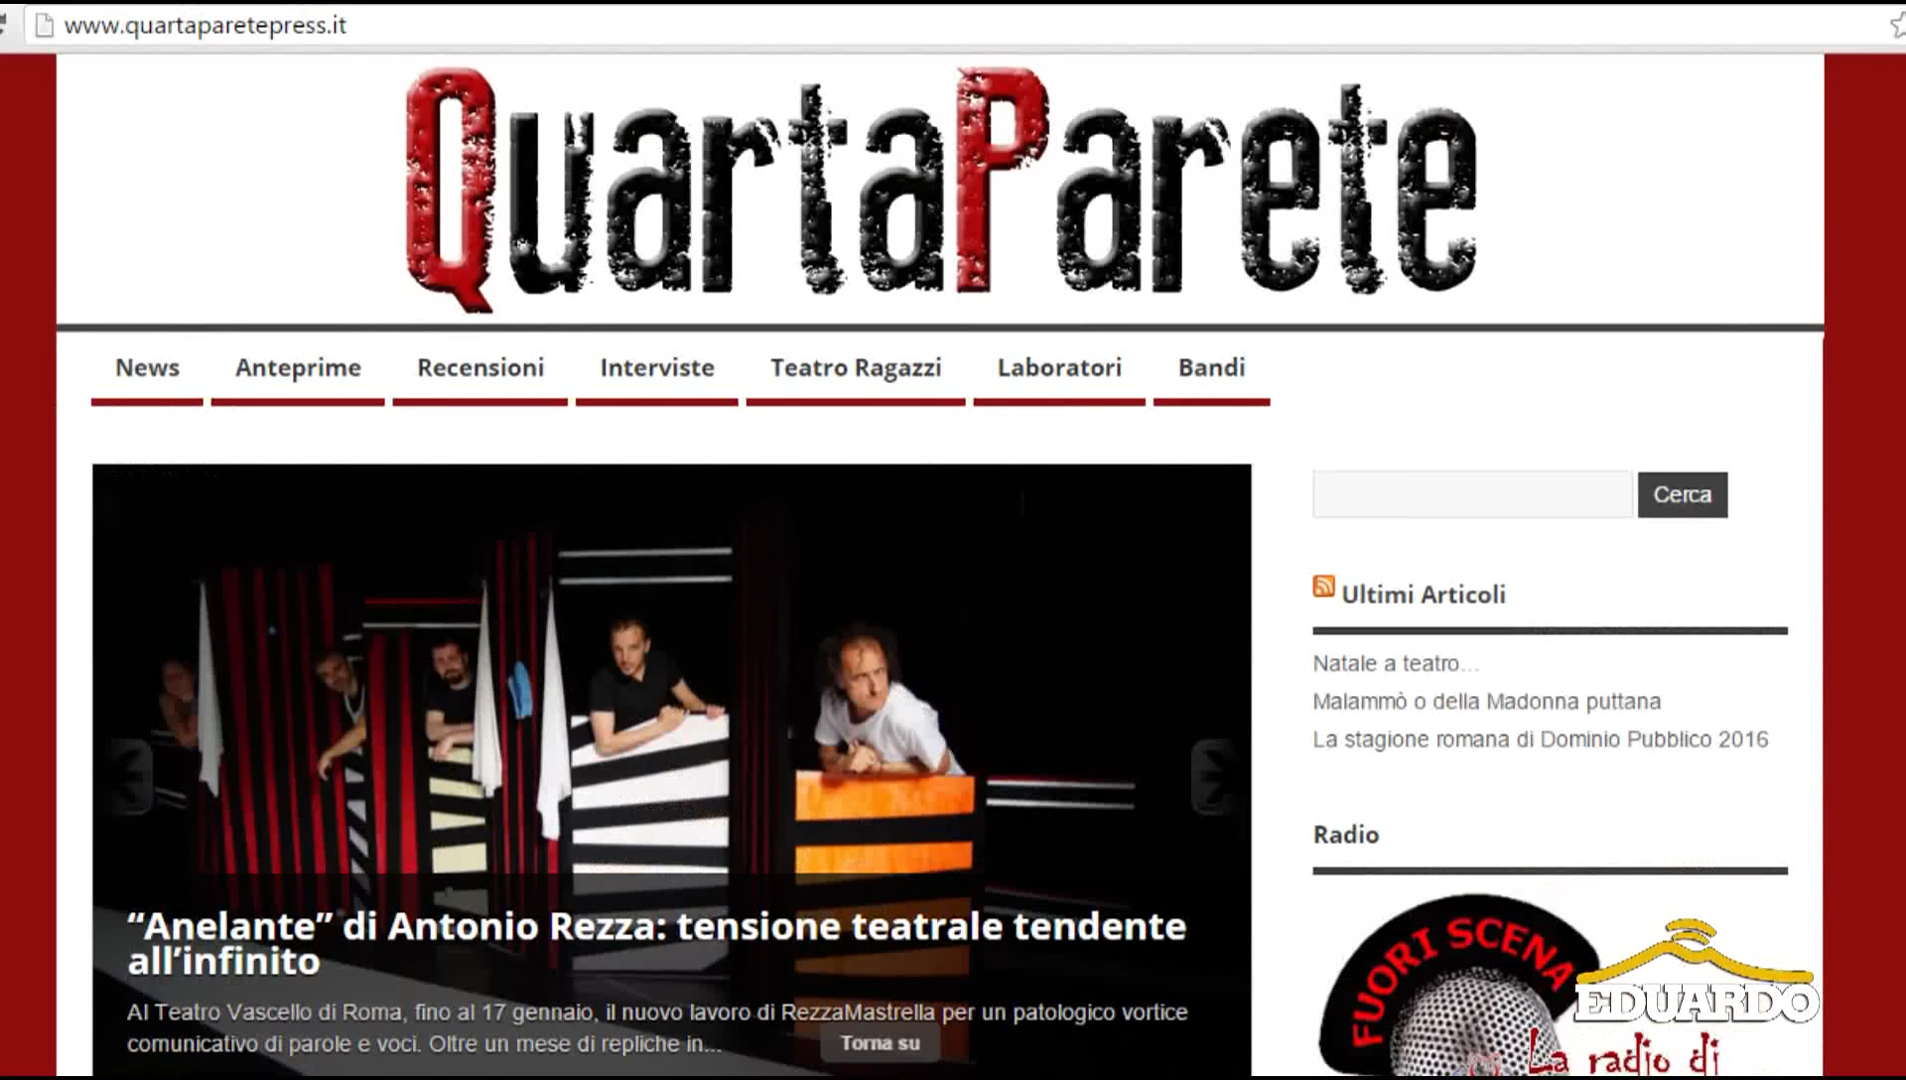 www.quartaparetepress.it
QuartaParete
News Anteprime Recensioni Interviste Teatro Ragazzi Laboratori Bandi
Cerca
Ultimi Articoli
Natale a teatro...
Malammò o della Madonna puttana
La stagione romana di Dominio Pubblico 2016
Radio
“Anelante” di Antonio Rezza: tensione teatrale tendente
all’infinito
Al Teatro Vascello di Roma, fino al 17 gennaio, il nuovo lavoro di RezzaMastrella per un patologico vortice
comunicativo di parole e voci. Oltre un mese di repliche in...
Torna su
FUORI SCENA
EDUARDO
La radio di